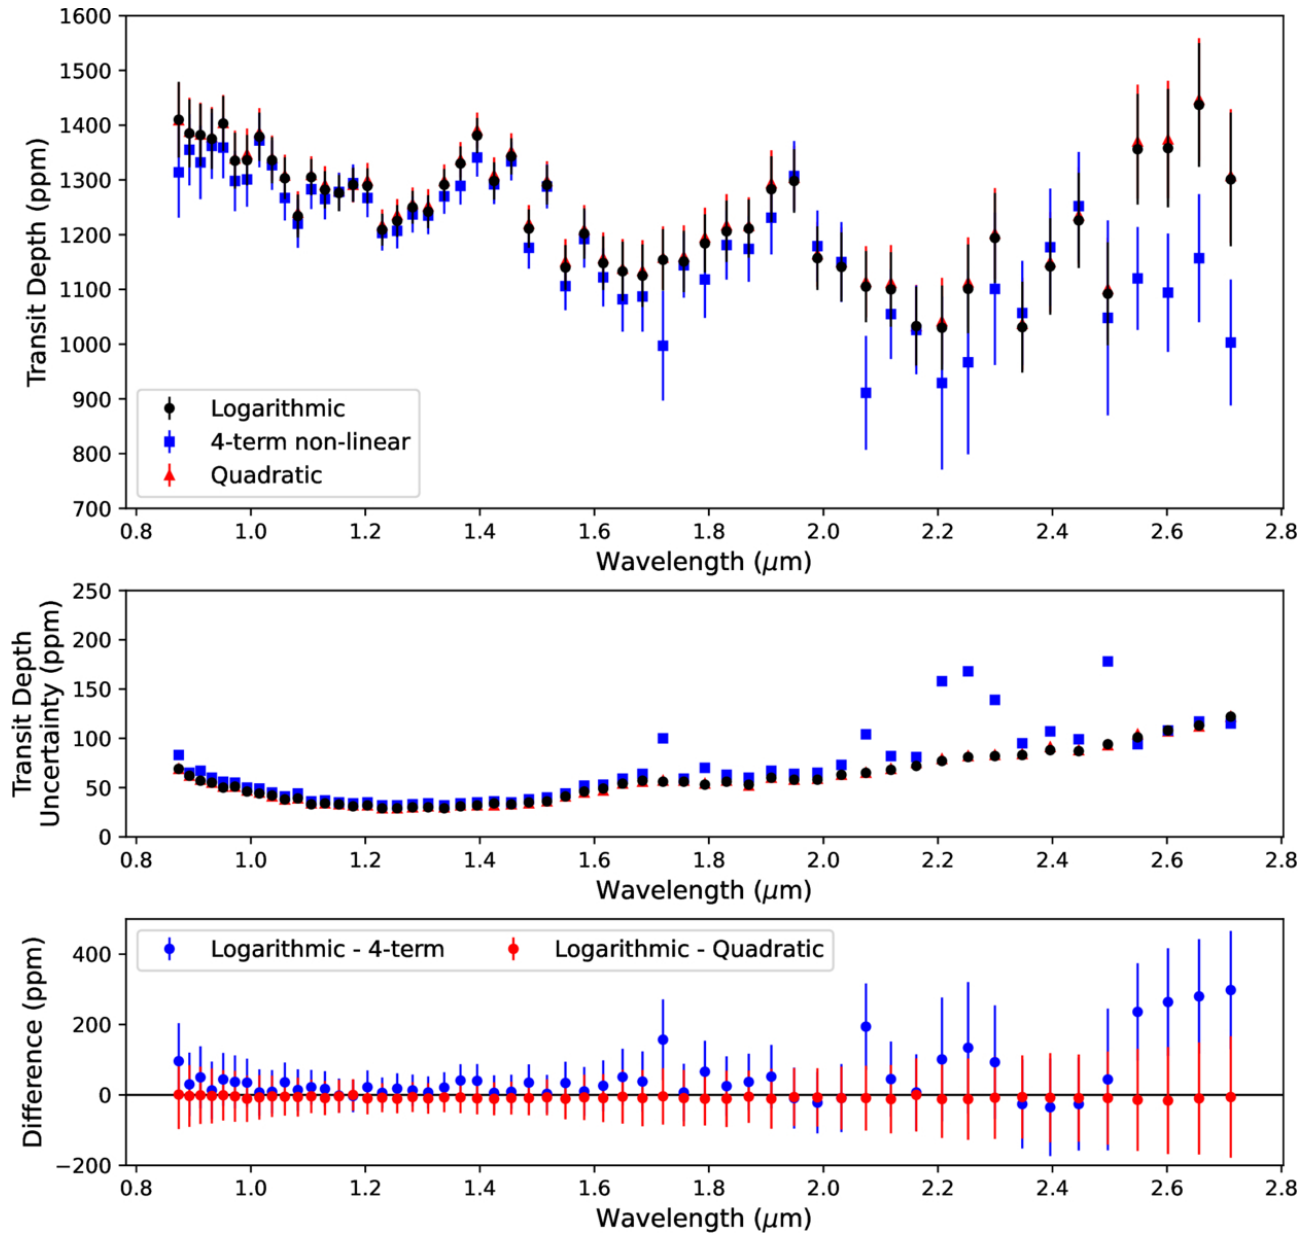 1600
1500
1400
1300
1200
1100
1000
900
800
700
Transit Depth (ppm)
Logarithmic
4-term non-linear
Quadratic
0.8 1.0 1.2 1.4 1.6 1.8 2.0 2.2 2.4 2.6 2.8
Wavelength (μm)
250
200
150
100
50
0
Transit Depth
Uncertainty (ppm)
0.8 1.0 1.2 1.4 1.6 1.8 2.0 2.2 2.4 2.6 2.8
Wavelength (μm)
400
200
0
−200
Difference (ppm)
Logarithmic - 4-term Logarithmic - Quadratic
0.8 1.0 1.2 1.4 1.6 1.8 2.0 2.2 2.4 2.6 2.8
Wavelength (μm)